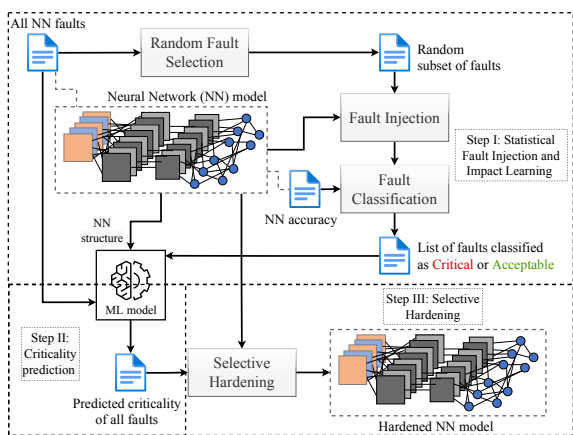 All NN faults
Random Fault
Selection
Random
subset of faults
Neural Network (NN) model
Fault Injection
Step I: Statistical
Fault Injection and
Impact Learning
Fault
Classification
NN accuracy
NN
structure
List of faults classified
as Critical or Acceptable
ML model
Step II:
Criticality
prediction
Step III: Selective
Hardening
Selective
Hardening
Predicted criticality
of all faults
Hardened NN model